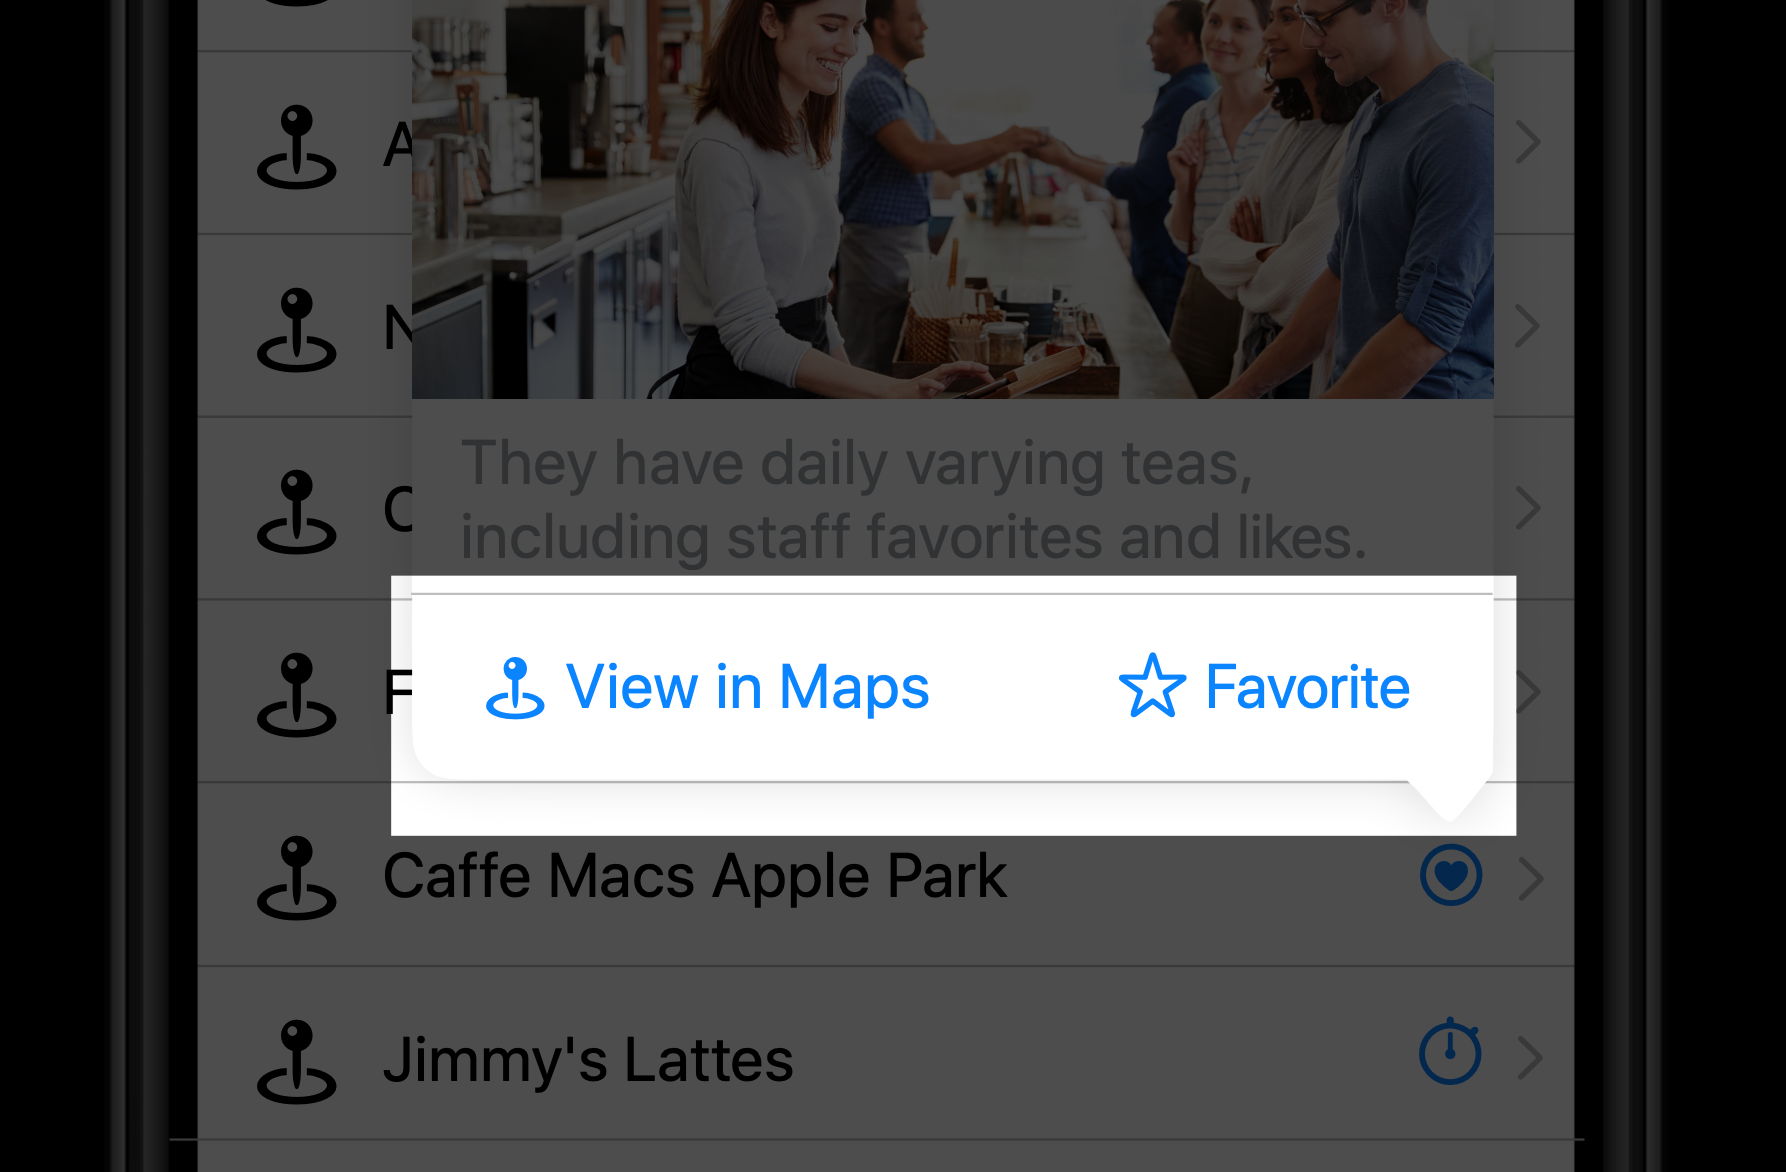 A
N
They have daily varying teas,
including staff favorites and likes.
C
F
View in Maps
Favorite
Caffe Macs Apple Park
Jimmy's Lattes